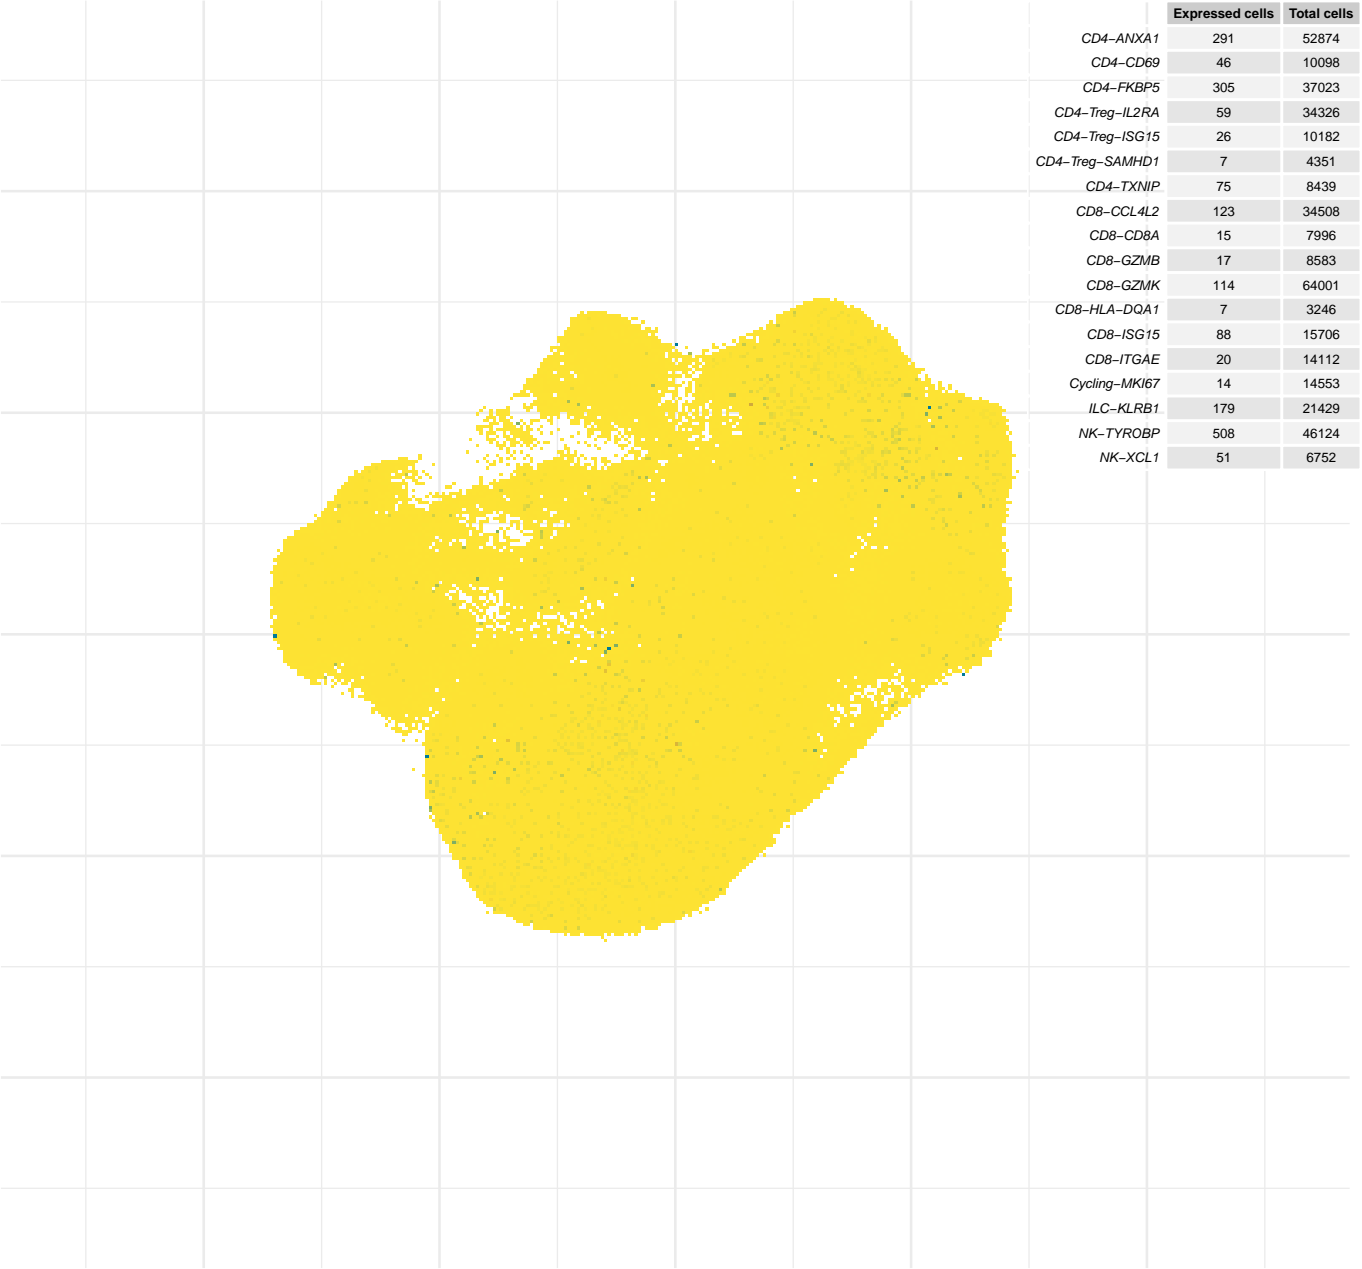 Expressed cells Total cells
CD4−ANXA1 291 52874
CD4−CD69 46 10098
CD4−FKBP5 305 37023
CD4−Treg−IL2RA 59 34326
CD4−Treg−ISG15 26 10182
CD4−Treg−SAMHD1 7 4351
CD4−TXNIP 75 8439
CD8−CCL4L2 123 34508
CD8−CD8A 15 7996
CD8−GZMB 17 8583
CD8−GZMK 114 64001
CD8−HLA−DQA1 7 3246
CD8−ISG15 88 15706
CD8−ITGAE 20 14112
Cycling−MKI67 14 14553
ILC−KLRB1 179 21429
NK−TYROBP 508 46124
NK−XCL1 51 6752